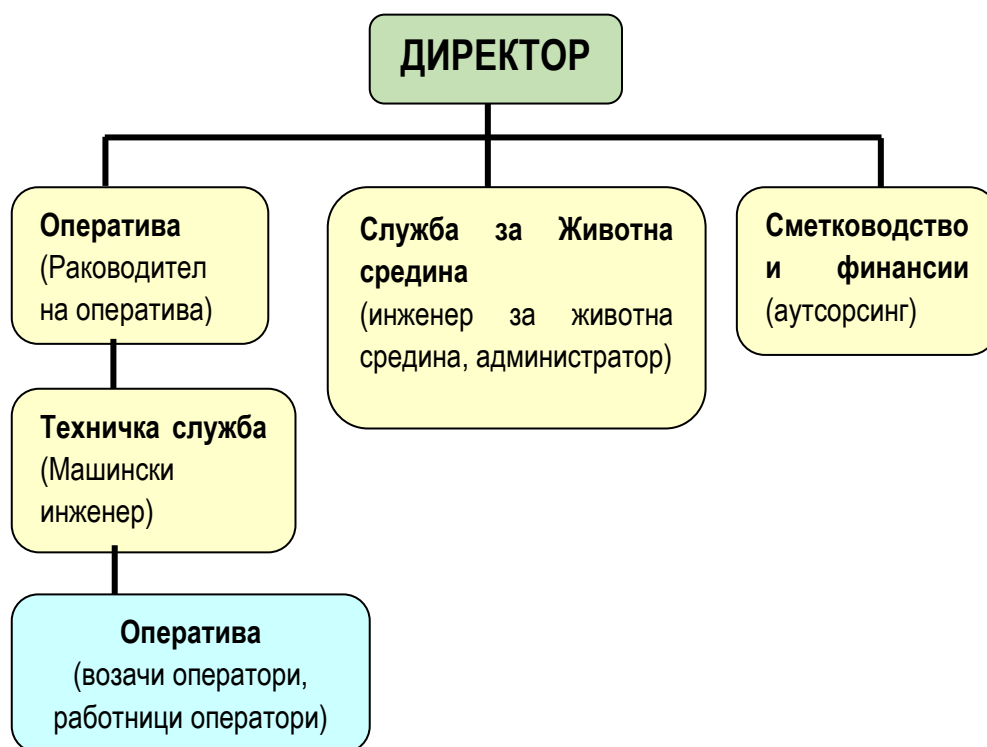 ДИРЕКТОР
Оператива
(Раководител
на оператива)
Служба за Животна
средина
(инженер за животна
средина, администратор)
Сметководство
и финансии
(аутсорсинг)
Техничка служба
(Машински
инженер)
Оператива
(возачи оператори,
работници оператори)